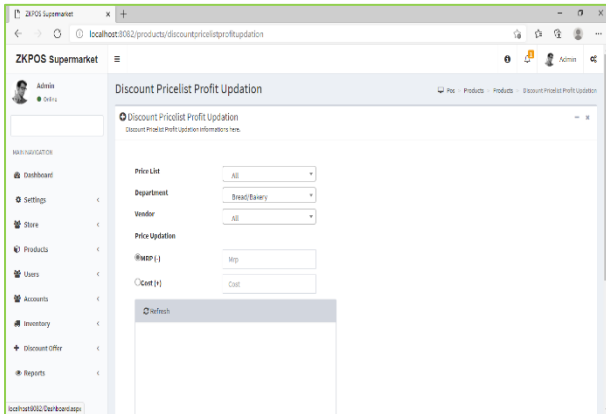 ZKPOS Supermarket
localhost:8082/products/discountpricelistprofitupdation
ZKPOS Supermarket
Admin
Admin
Online
Discount Pricelist Profit Updation
Pos Products Products Discount Pricelist Profit Updation
Discount Pricelist Profit Updation
Discount Pricelist Profit Updation informations here.
MAIN NAVIGATION
Dashboard
Settings
Store
Products
Users
Accounts
Inventory
Discount Offer
Reports
Price List
All
Department
Bread/Bakery
Vendor
All
Price Updation
MRP (-)
Mrp
Cost (+)
Cost
Refresh
localhost:8082/Dashboard.aspx